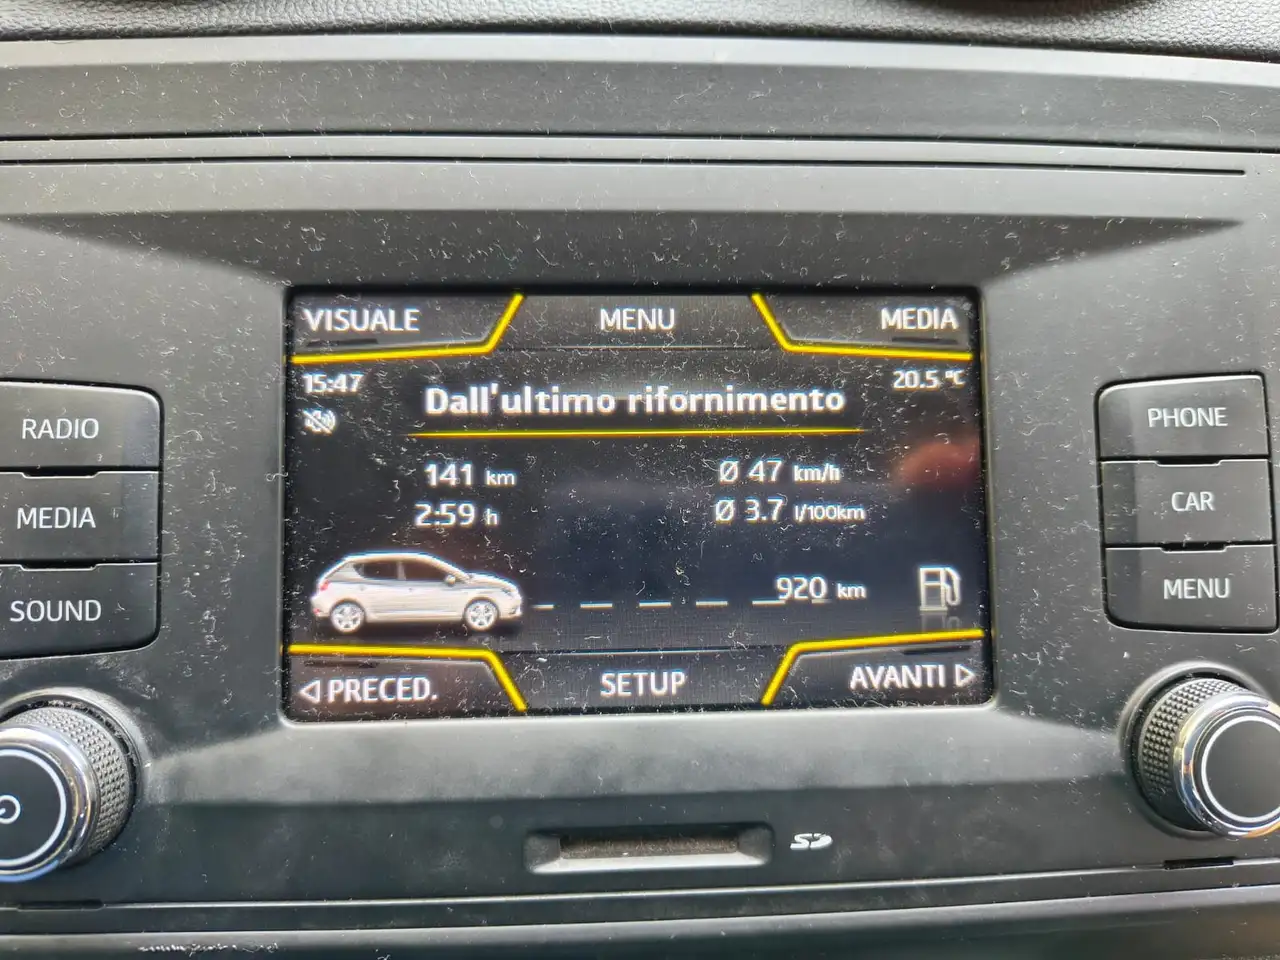 VISUALE MENU MEDIA
15:47 20.5 °C
Dall'ultimo rifornimento
141 km Ø 47 km/h
2:59 h Ø 3.7 l/100km
920 km
◁ PRECED. SETUP AVANTI ▷
RADIO
MEDIA
SOUND
PHONE
CAR
MENU
SD